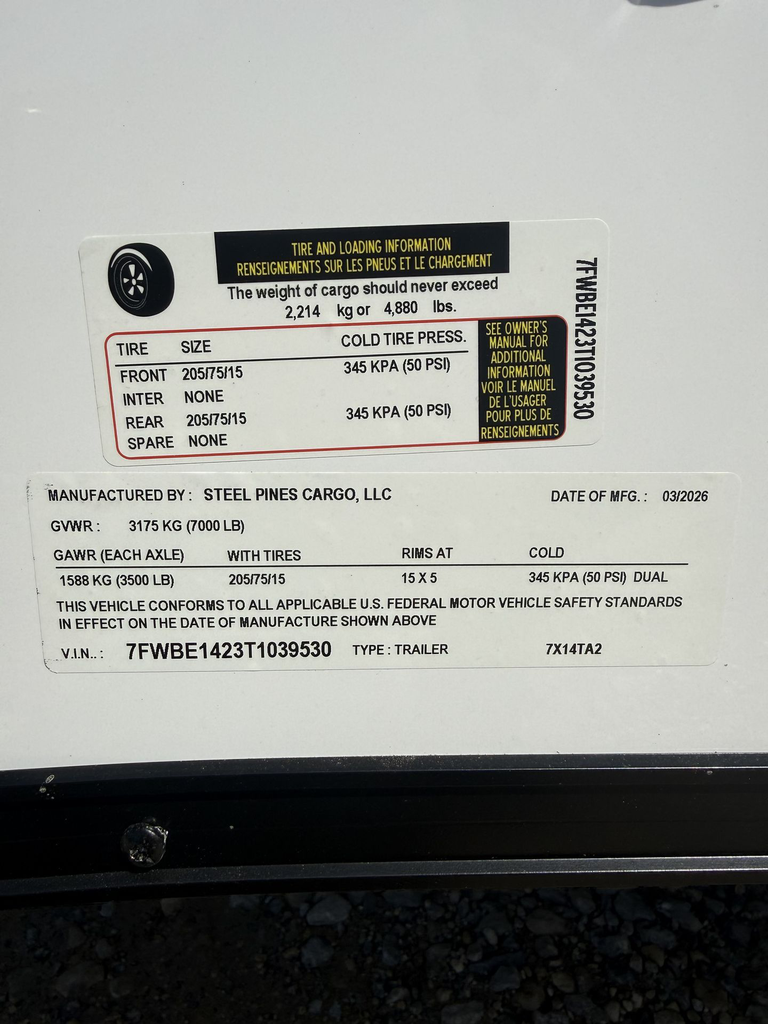 TIRE AND LOADING INFORMATION
RENSEIGNEMENTS SUR LES PNEUS ET LE CHARGEMENT
The weight of cargo should never exceed
2,214 kg or 4,880 lbs.
TIRE SIZE COLD TIRE PRESS.
FRONT 205/75/15 345 KPA (50 PSI)
INTER NONE
REAR 205/75/15 345 KPA (50 PSI)
SPARE NONE
SEE OWNER'S
MANUAL FOR
ADDITIONAL
INFORMATION
VOIR LE MANUEL
DE L'USAGER
POUR PLUS DE
RENSEIGNEMENTS
7FWBE1423T1039530
MANUFACTURED BY : STEEL PINES CARGO, LLC DATE OF MFG. : 03/2026
GVWR : 3175 KG (7000 LB)
GAWR (EACH AXLE) WITH TIRES RIMS AT COLD
1588 KG (3500 LB) 205/75/15 15 X 5 345 KPA (50 PSI) DUAL
THIS VEHICLE CONFORMS TO ALL APPLICABLE U.S. FEDERAL MOTOR VEHICLE SAFETY STANDARDS
IN EFFECT ON THE DATE OF MANUFACTURE SHOWN ABOVE
V.I.N.. : 7FWBE1423T1039530 TYPE : TRAILER 7X14TA2